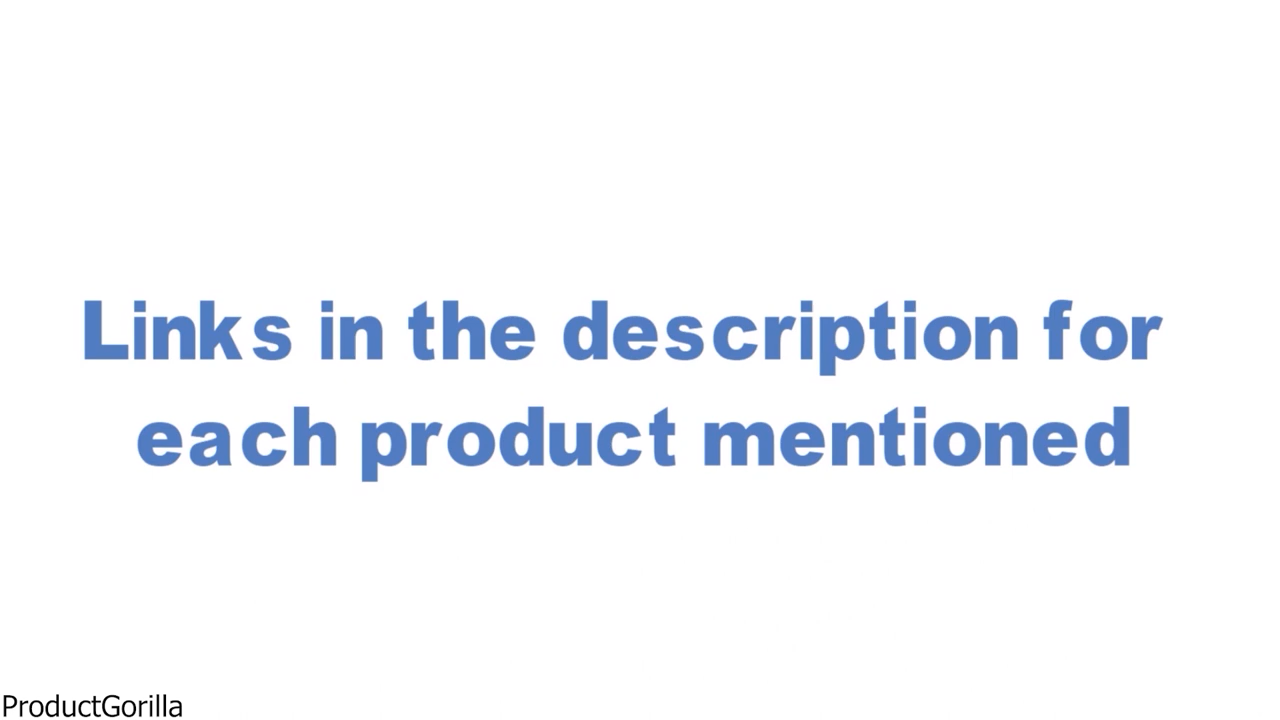 Links in the description for
each product mentioned
ProductGorilla